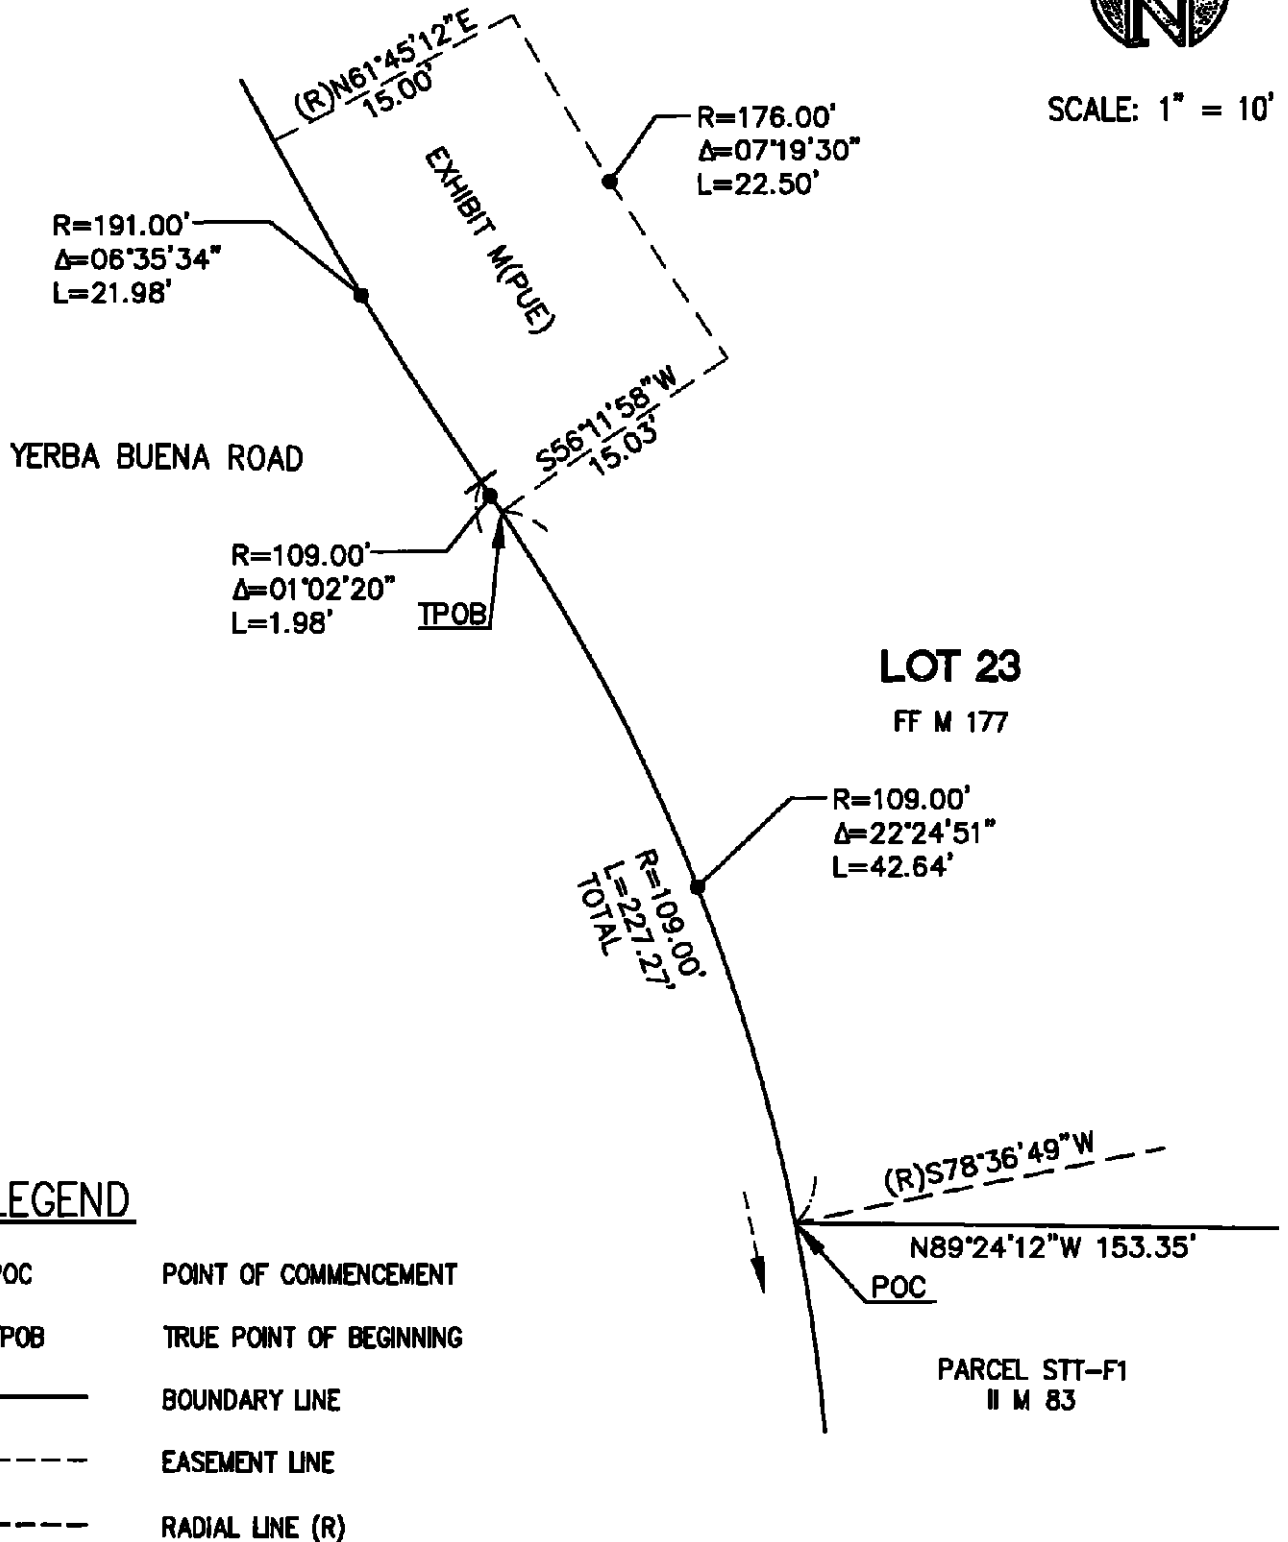 N
SCALE: 1" = 10'
(R)N61°45'12"E
15.00'
R=176.00'
Δ=07°19'30"
L=22.50'
EXHIBIT M(PUE)
R=191.00'
Δ=06°35'34"
L=21.98'
S56°11'58"W
15.03'
YERBA BUENA ROAD
R=109.00'
Δ=01°02'20"
L=1.98'
TPOB
LOT 23
FF M 177
R=109.00'
Δ=22°24'51"
L=42.64'
R=109.00'
L=227.27'
TOTAL
(R)S78°36'49"W
N89°24'12"W 153.35'
POC
PARCEL STT-F1
II M 83
LEGEND
POC POINT OF COMMENCEMENT
TPOB TRUE POINT OF BEGINNING
BOUNDARY LINE
EASEMENT LINE
RADIAL LINE (R)